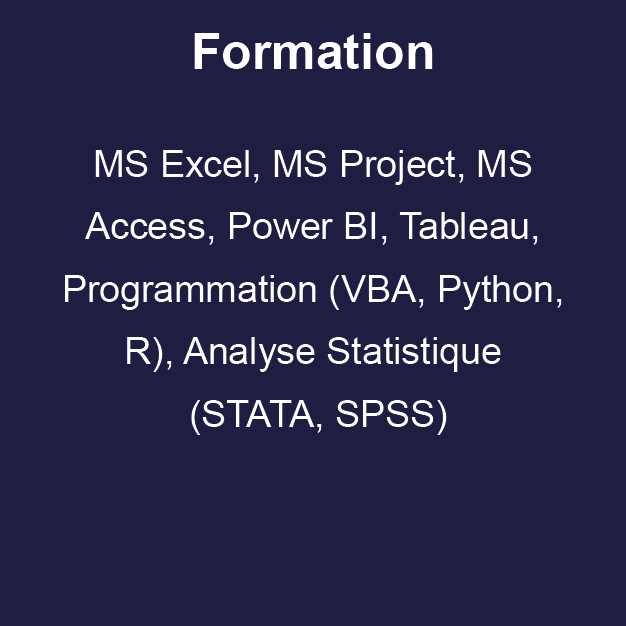 Formation
MS Excel, MS Project, MS
Access, Power BI, Tableau,
Programmation (VBA, Python,
R), Analyse Statistique
(STATA, SPSS)